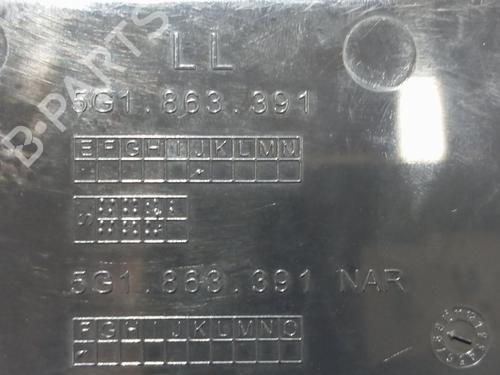 LL
5G1.863.391
EFGHIJKLMN
S
5G1.863.391 NAR
FGHIJKLMNO
B-PARTS